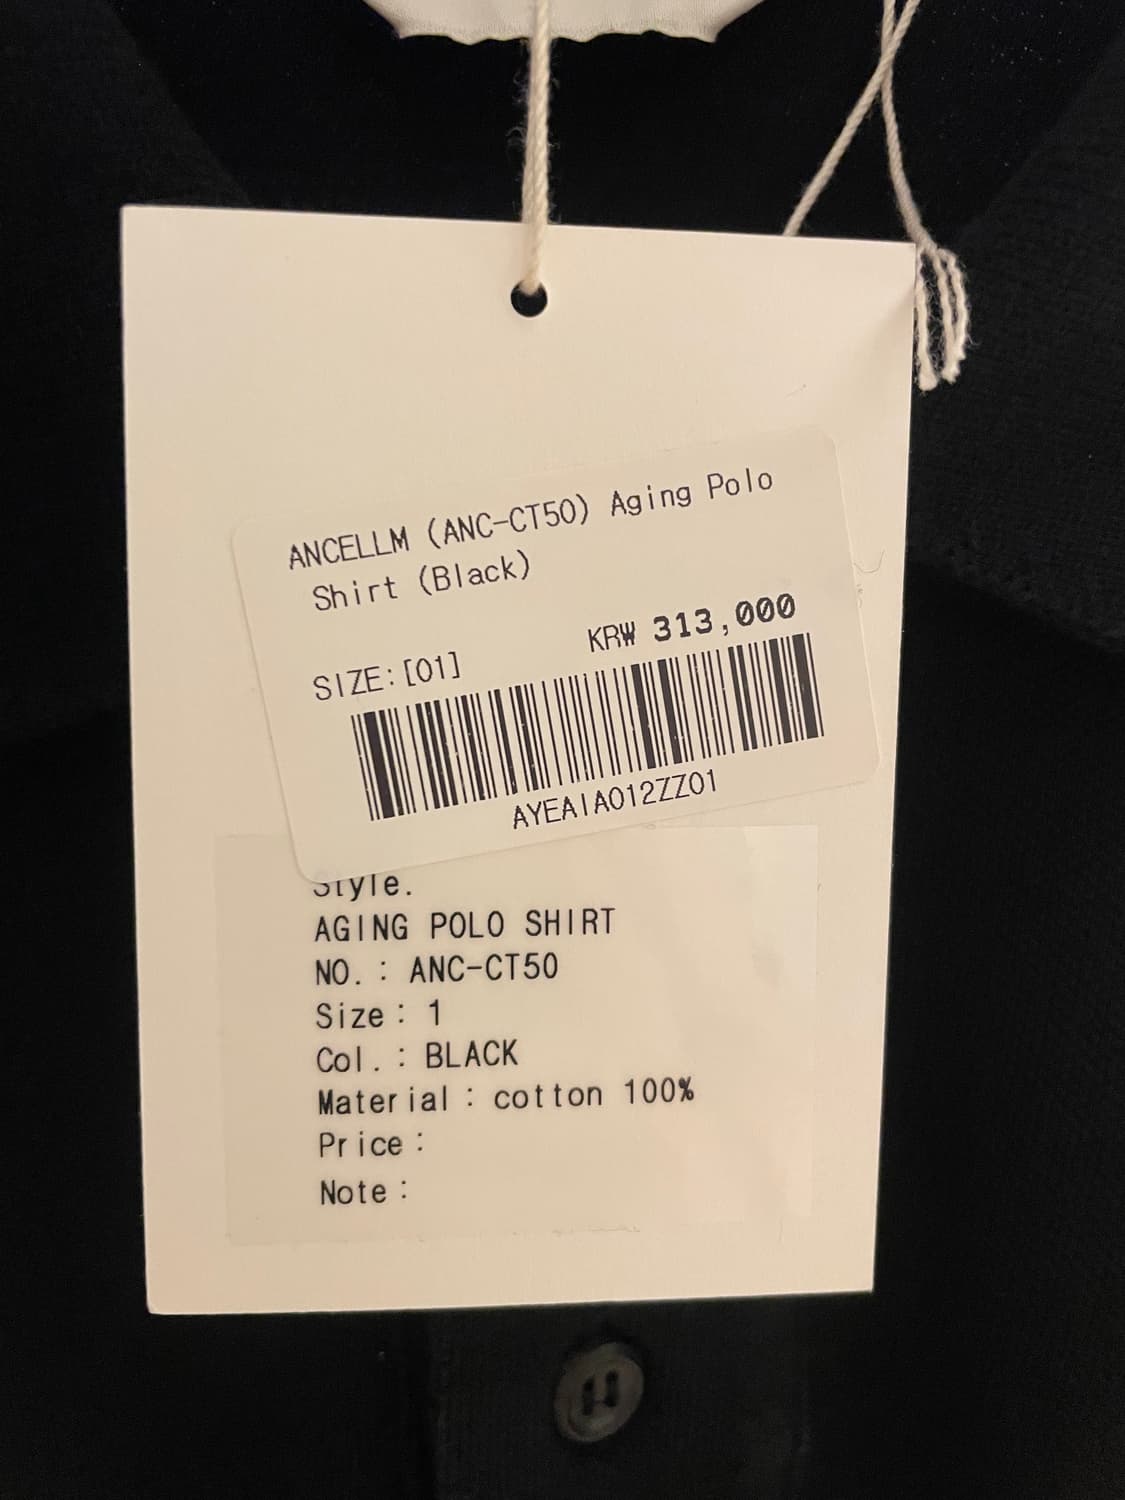 ANCELLM (ANC-CT50) Aging Polo
Shirt (Black)
KRW 313,000
SIZE:[01]
AYEAIA012ZZ01
Style.
AGING POLO SHIRT
NO. : ANC-CT50
Size : 1
Col. : BLACK
Material : cotton 100%
Price :
Note :